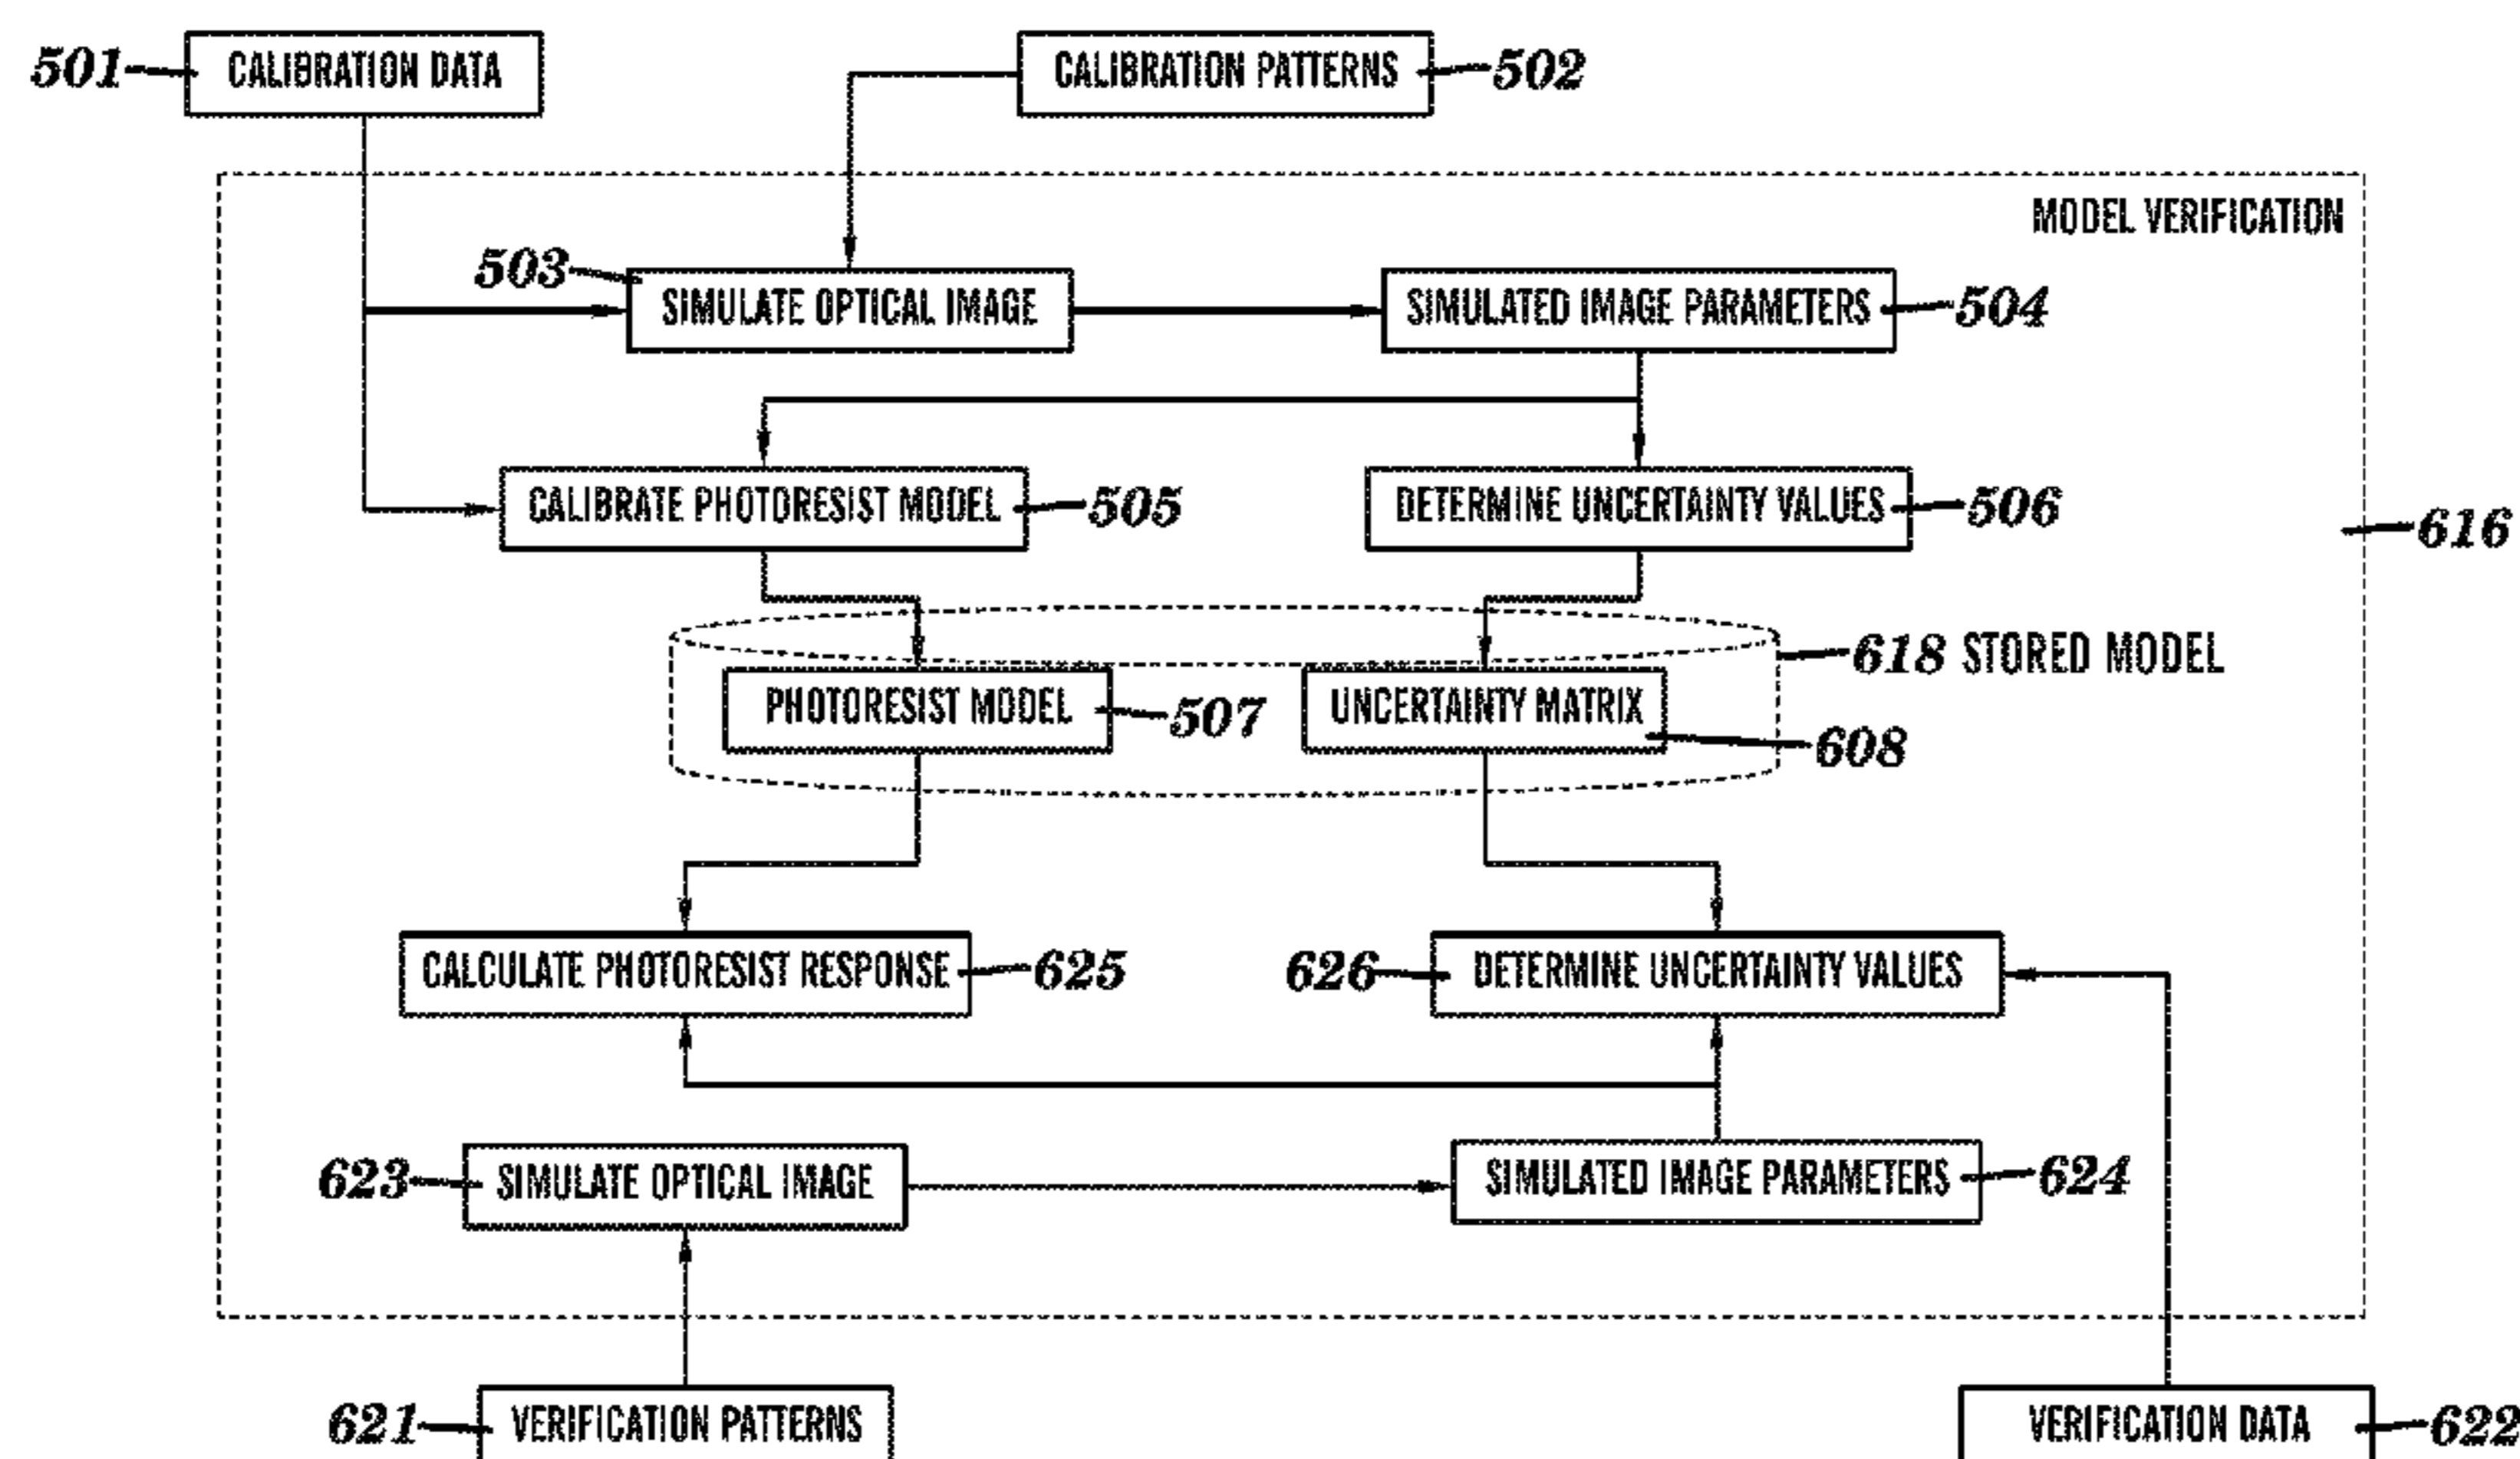 501 CALIBRATION DATA
CALIBRATION PATTERNS 502
MODEL VERIFICATION
503 SIMULATE OPTICAL IMAGE
SIMULATED IMAGE PARAMETERS 504
CALIBRATE PHOTORESIST MODEL 505
DETERMINE UNCERTAINTY VALUES 506
616
618 STORED MODEL
PHOTORESIST MODEL 507
UNCERTAINTY MATRIX 608
CALCULATE PHOTORESIST RESPONSE 625
626 DETERMINE UNCERTAINTY VALUES
623 SIMULATE OPTICAL IMAGE
SIMULATED IMAGE PARAMETERS 624
621 VERIFICATION PATTERNS
VERIFICATION DATA 622